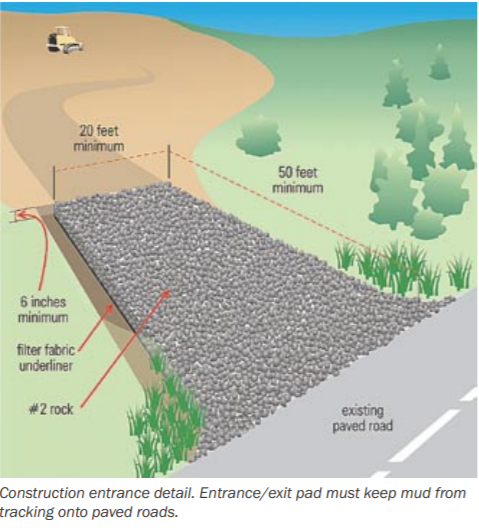 20 feet
minimum
50 feet
minimum
6 inches
minimum
filter fabric
underliner
#2 rock
existing
paved road
Construction entrance detail. Entrance/exit pad must keep mud from
tracking onto paved roads.